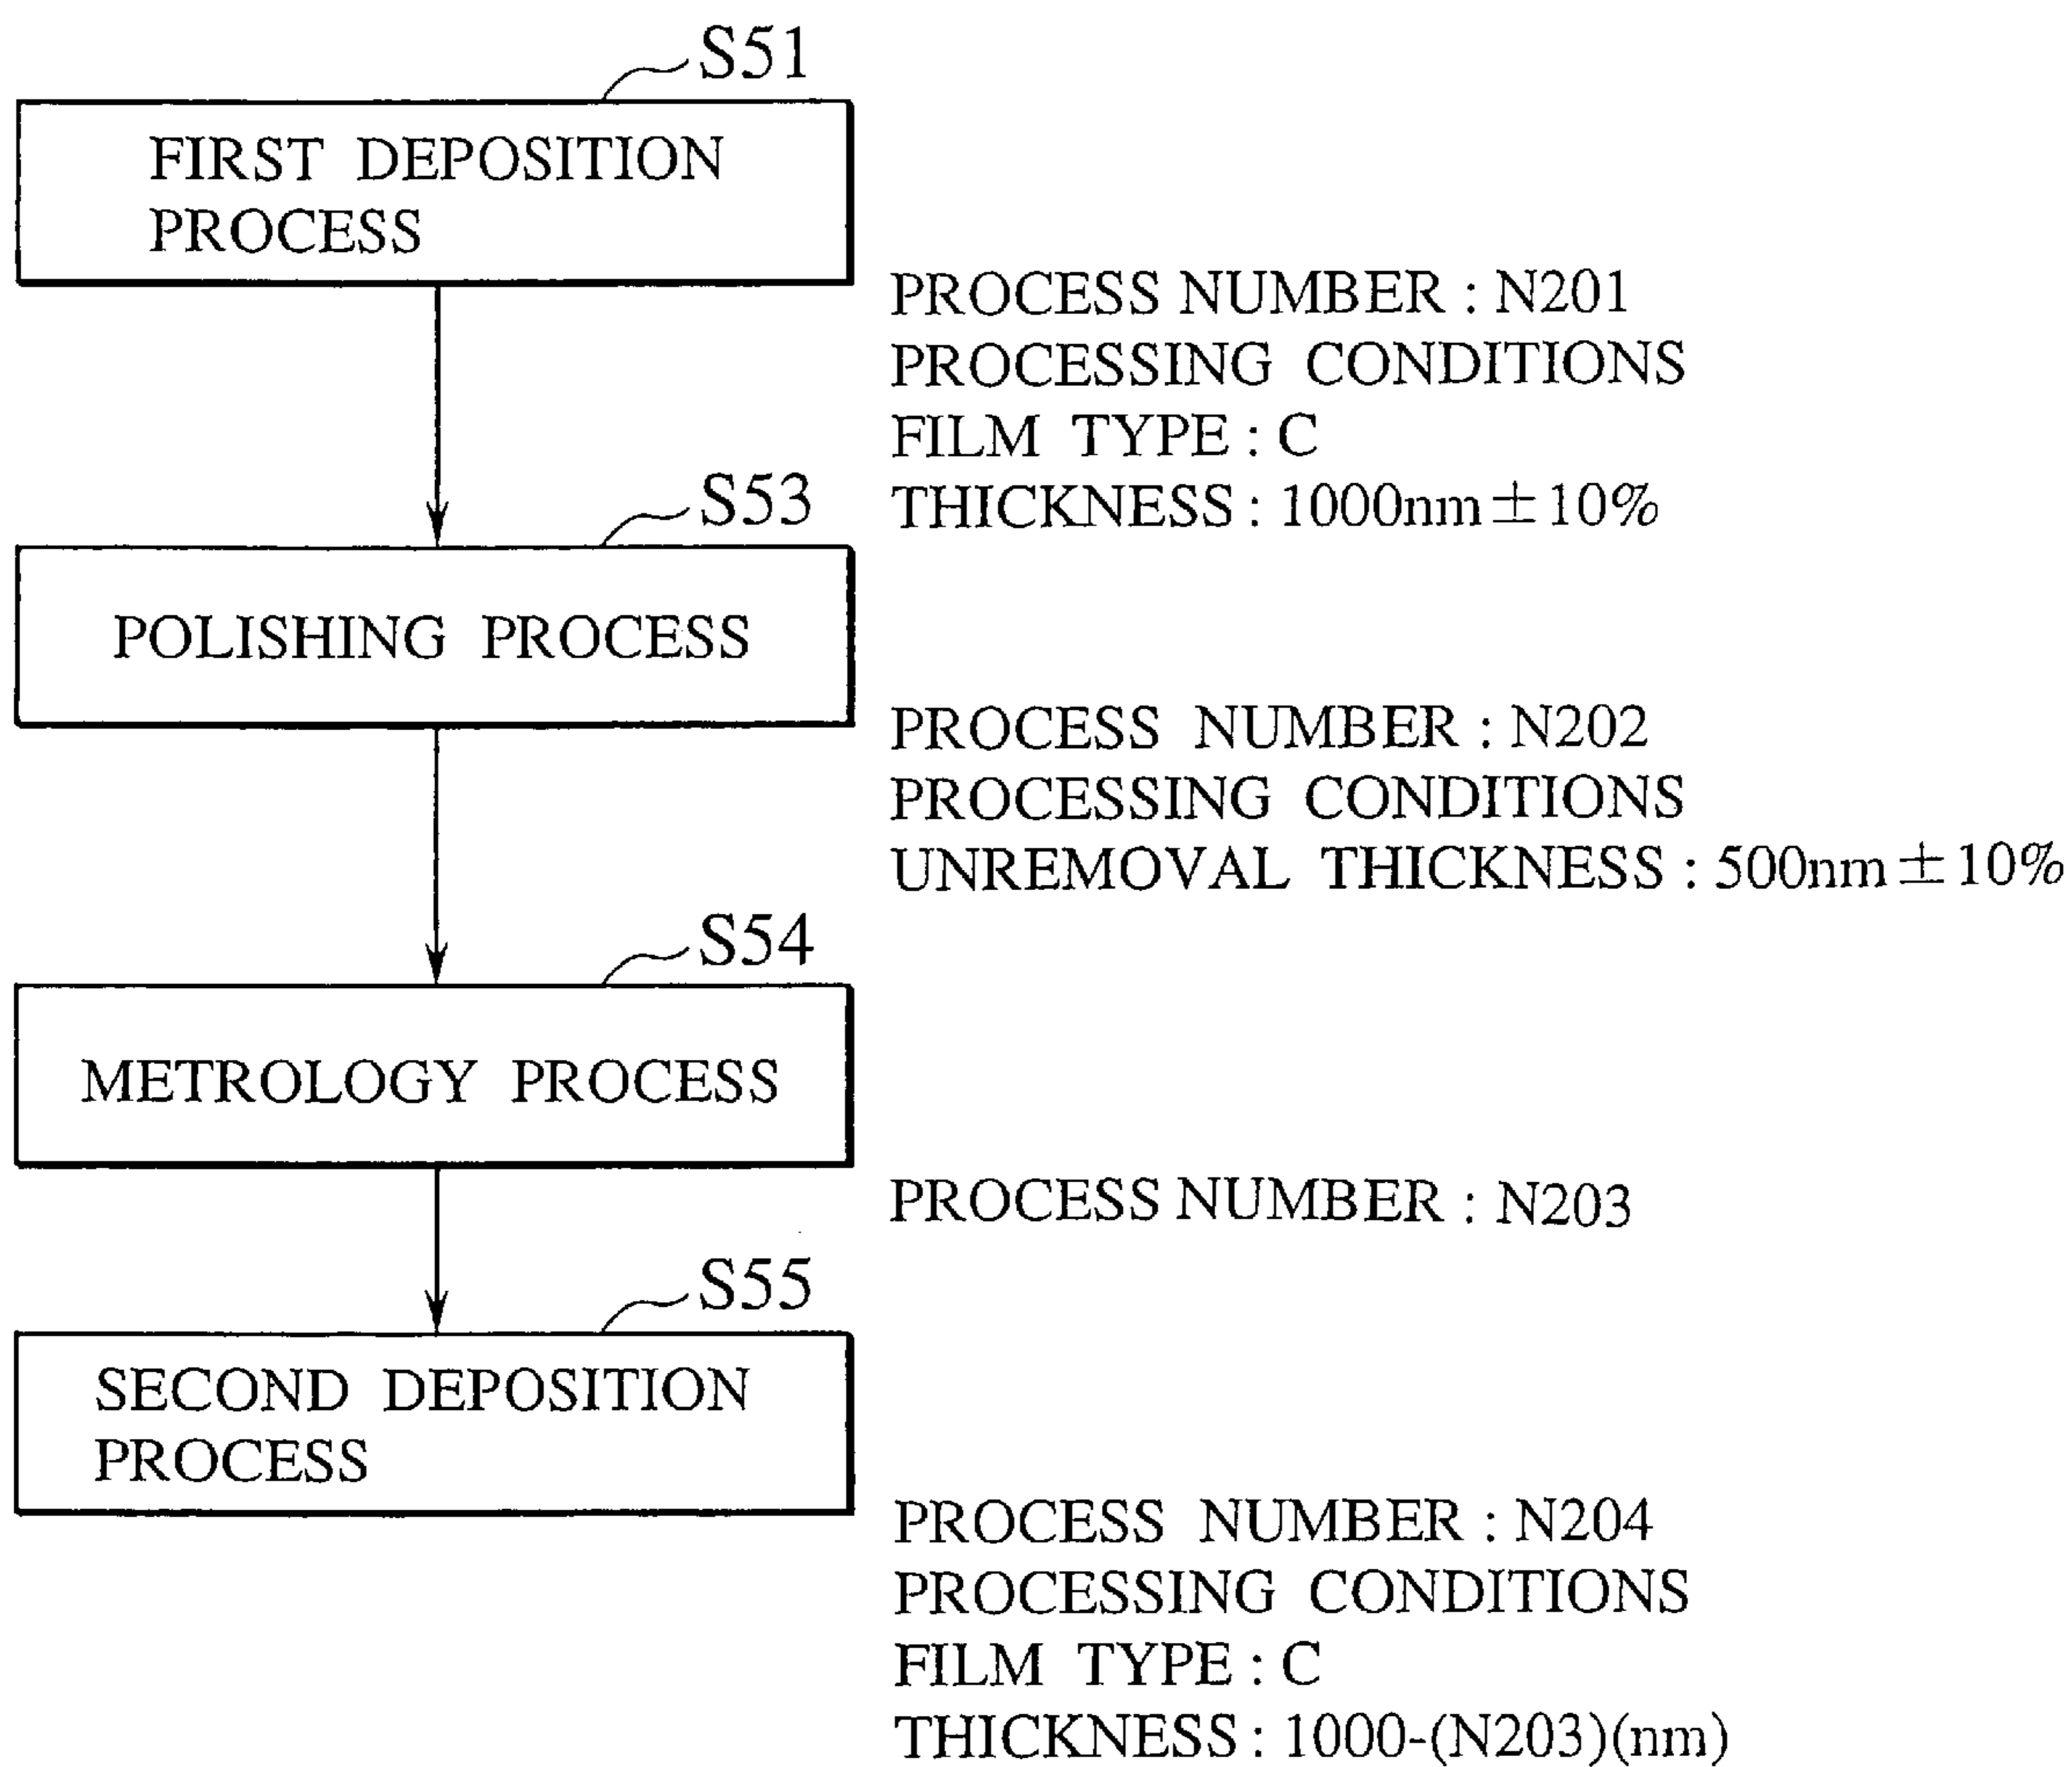 S51
FIRST DEPOSITION
PROCESS
PROCESS NUMBER : N201
PROCESSING CONDITIONS
FILM TYPE : C
THICKNESS : 1000nm±10%
S53
POLISHING PROCESS
PROCESS NUMBER : N202
PROCESSING CONDITIONS
UNREMOVAL THICKNESS : 500nm±10%
S54
METROLOGY PROCESS
PROCESS NUMBER : N203
S55
SECOND DEPOSITION
PROCESS
PROCESS NUMBER : N204
PROCESSING CONDITIONS
FILM TYPE : C
THICKNESS : 1000-(N203)(nm)